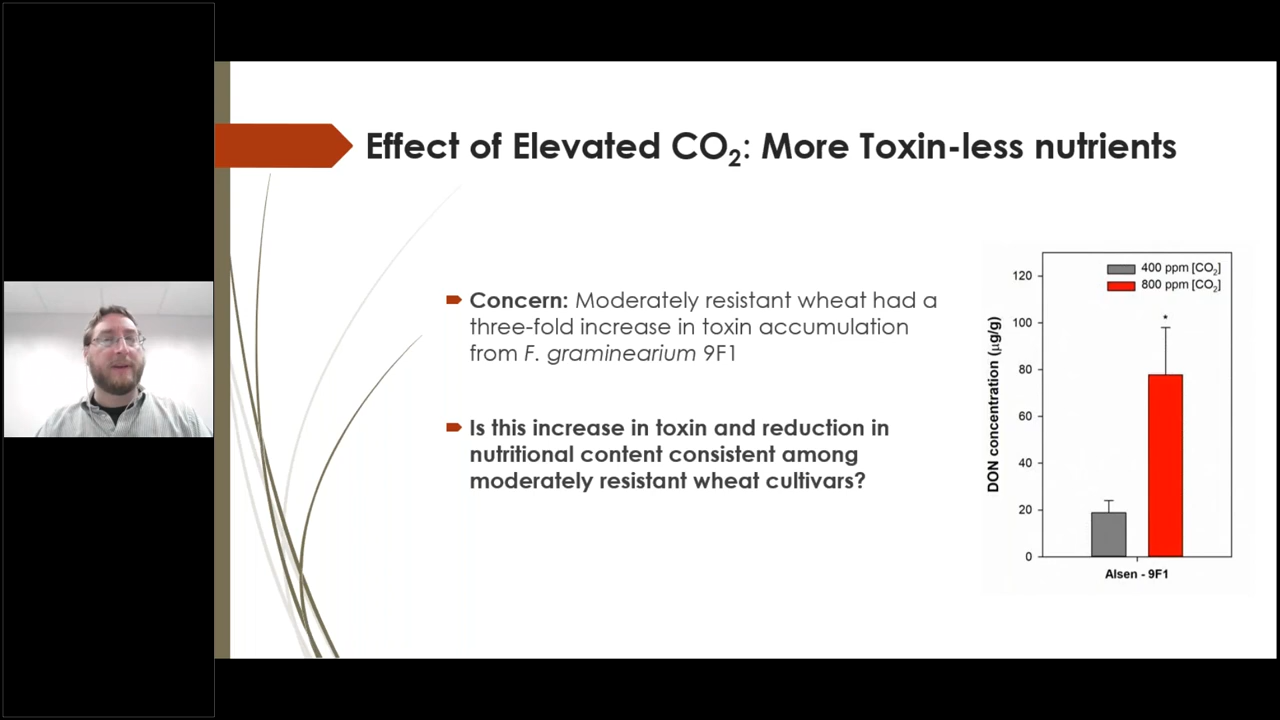 Effect of Elevated CO₂: More Toxin-less nutrients
Concern: Moderately resistant wheat had a
three-fold increase in toxin accumulation
from F. graminearium 9F1
Is this increase in toxin and reduction in
nutritional content consistent among
moderately resistant wheat cultivars?
400 ppm [CO₂]
800 ppm [CO₂]
DON concentration (µg/g)
120
100
80
60
40
20
0
*
Alsen - 9F1